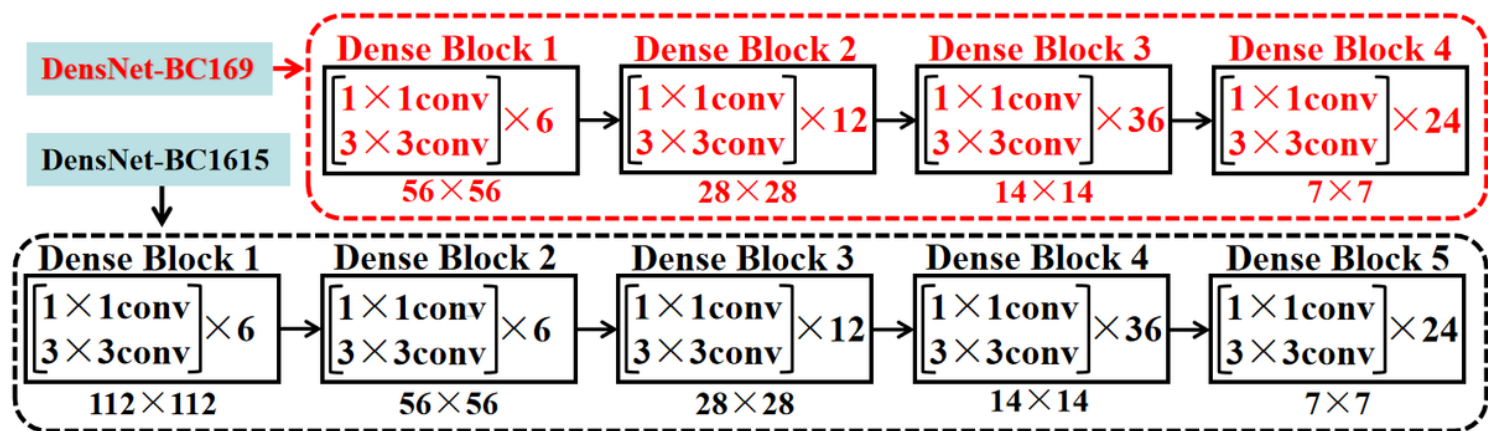 DensNet-BC169
Dense Block 1
1×1conv
3×3conv
×6
56×56
Dense Block 2
1×1conv
3×3conv
×12
28×28
Dense Block 3
1×1conv
3×3conv
×36
14×14
Dense Block 4
1×1conv
3×3conv
×24
7×7
DensNet-BC1615
Dense Block 1
1×1conv
3×3conv
×6
112×112
Dense Block 2
1×1conv
3×3conv
×6
56×56
Dense Block 3
1×1conv
3×3conv
×12
28×28
Dense Block 4
1×1conv
3×3conv
×36
14×14
Dense Block 5
1×1conv
3×3conv
×24
7×7